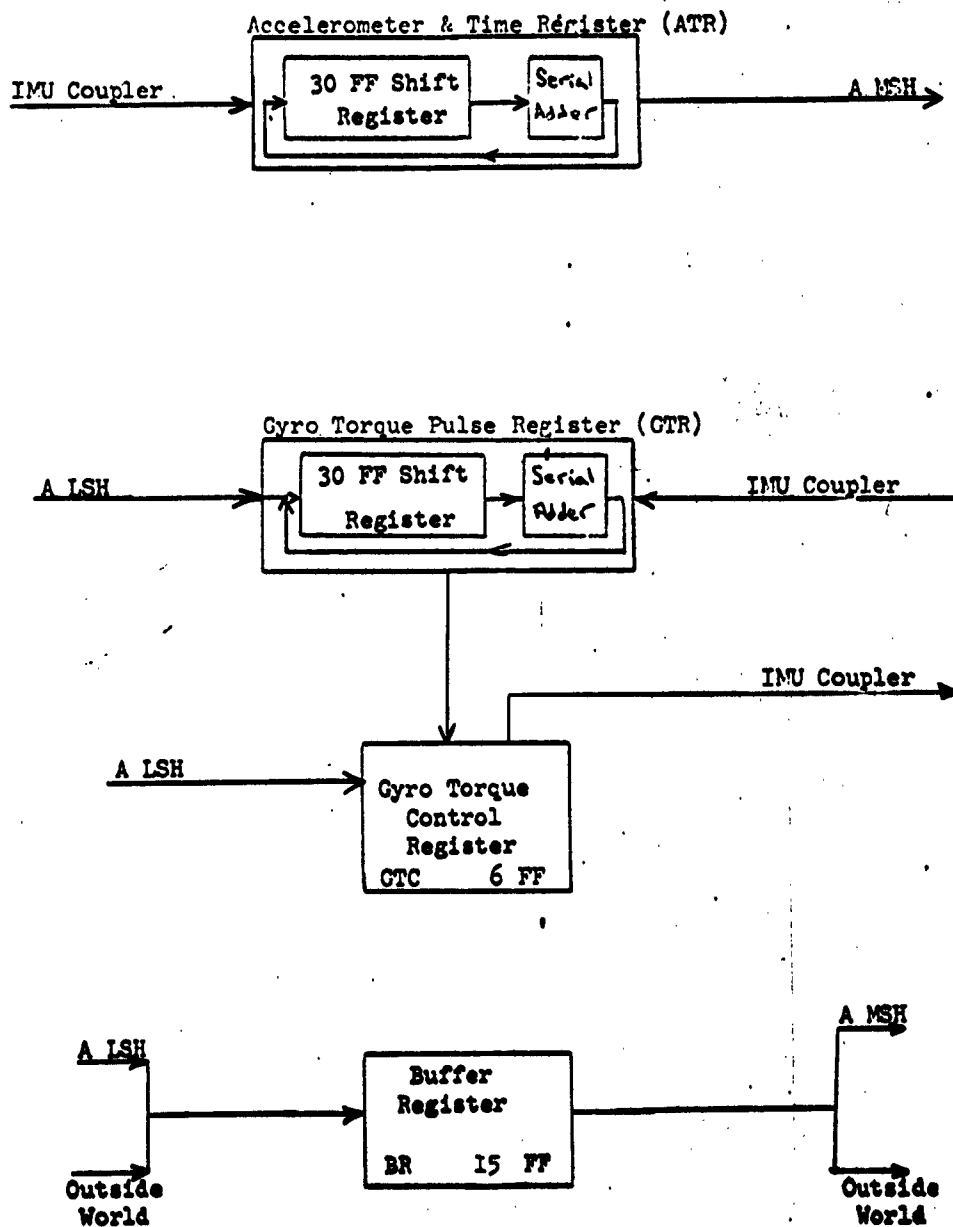 Accelerometer & Time Register (ATR)
IMU Coupler
30 FF Shift
Register
Serial
Adder
A MSH
Gyro Torque Pulse Register (GTR)
A LSH
30 FF Shift
Register
Serial
Adder
IMU Coupler
IMU Coupler
A LSH
Gyro Torque
Control
Register
GTC 6 FF
A LSH
A MSH
Buffer
Register
BR 15 FF
Outside
World
Outside
World